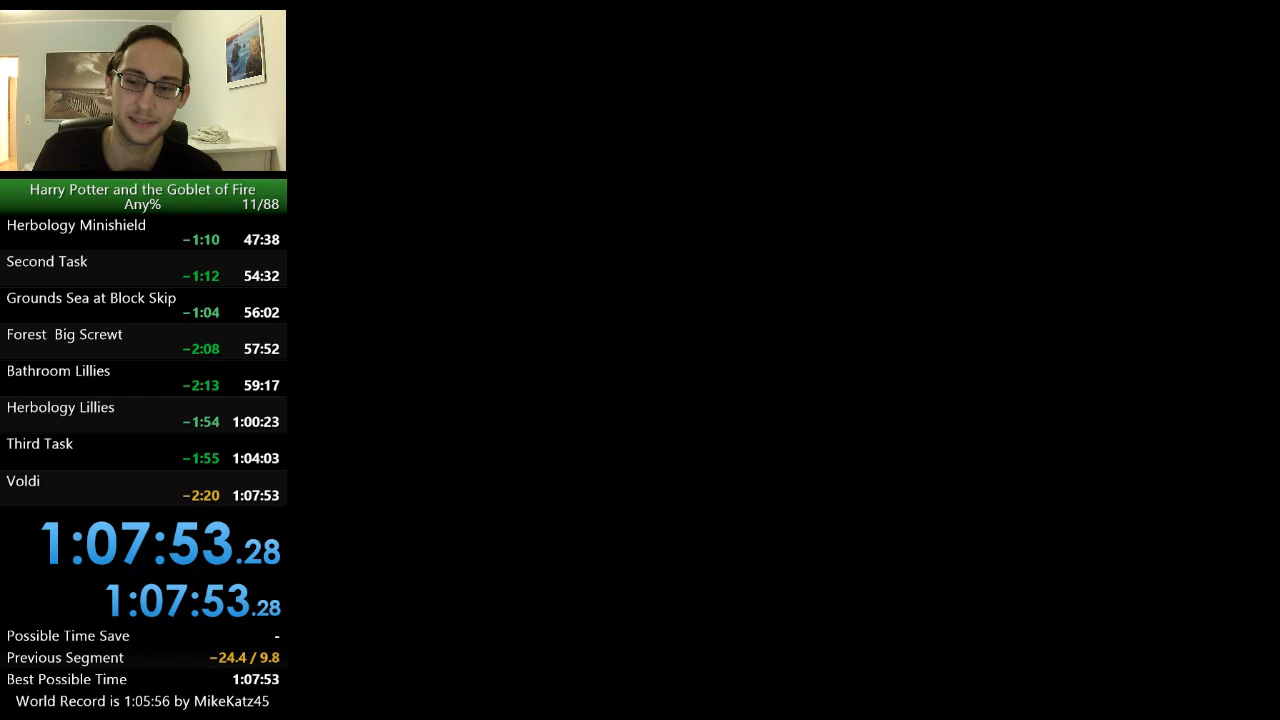 Harry Potter and the Goblet of Fire
Any% 11/88
Herbology Minishield
−1:10 47:38
Second Task
−1:12 54:32
Grounds Sea at Block Skip
−1:04 56:02
Forest  Big Screwt
−2:08 57:52
Bathroom Lillies
−2:13 59:17
Herbology Lillies
−1:54 1:00:23
Third Task
−1:55 1:04:03
Voldi
−2:20 1:07:53
1:07:53.28
1:07:53.28
Possible Time Save -
Previous Segment −24.4 / 9.8
Best Possible Time 1:07:53
World Record is 1:05:56 by MikeKatz45